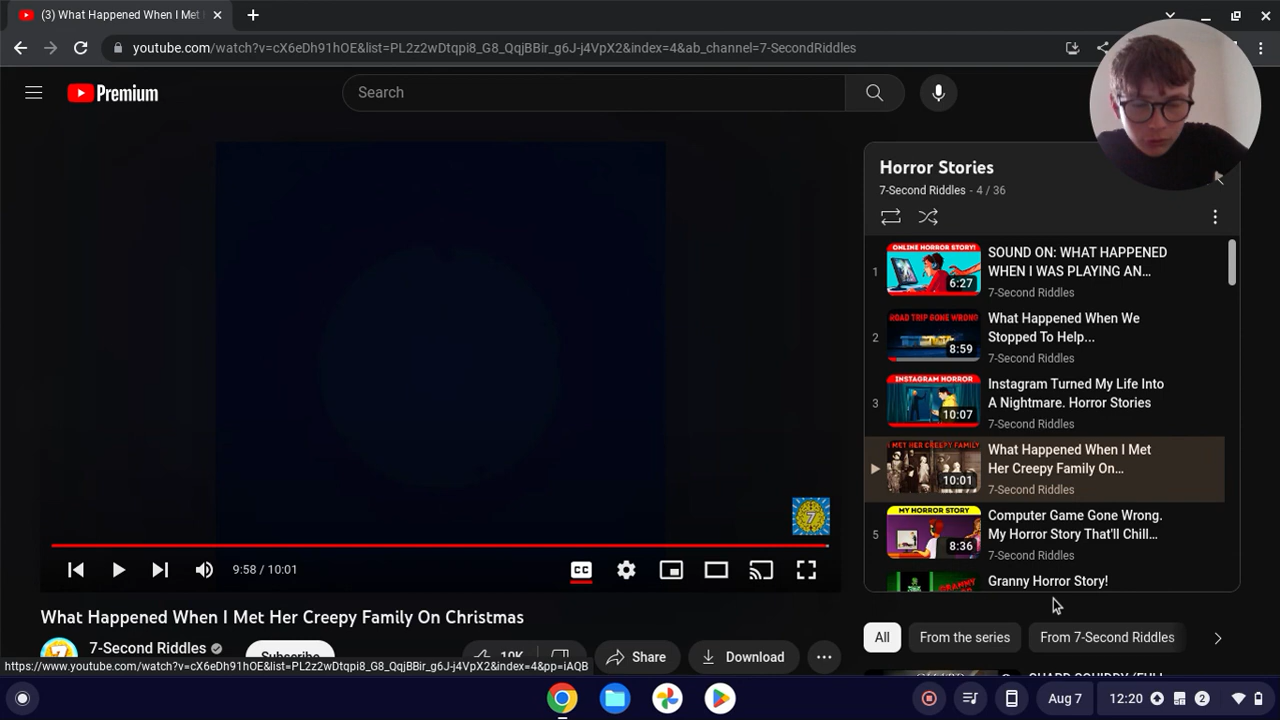 (3) What Happened When I Met
youtube.com/watch?v=cX6eDh91hOE&list=PL2z2wDtqpi8_G8_QqjBBir_g6J-j4VpX2&index=4&ab_channel=7-SecondRiddles
Premium
Search
Horror Stories
7-Second Riddles - 4 / 36
1
ONLINE HORROR STORY!
6:27
SOUND ON: WHAT HAPPENED
WHEN I WAS PLAYING AN...
7-Second Riddles
2
ROAD TRIP GONE WRONG
8:59
What Happened When We
Stopped To Help...
7-Second Riddles
3
INSTAGRAM HORROR
10:07
Instagram Turned My Life Into
A Nightmare. Horror Stories
7-Second Riddles
I MET HER CREEPY FAMILY
10:01
What Happened When I Met
Her Creepy Family On...
7-Second Riddles
5
MY HORROR STORY
8:36
Computer Game Gone Wrong.
My Horror Story That'll Chill...
7-Second Riddles
Granny Horror Story!
7
9:58 / 10:01
CC
What Happened When I Met Her Creepy Family On Christmas
7-Second Riddles
Subscribe
10K
Share
Download
All
From the series
From 7-Second Riddles
https://www.youtube.com/watch?v=cX6eDh91hOE&list=PL2z2wDtqpi8_G8_QqjBBir_g6J-j4VpX2&index=4&pp=iAQB
Aug 7
12:20
2